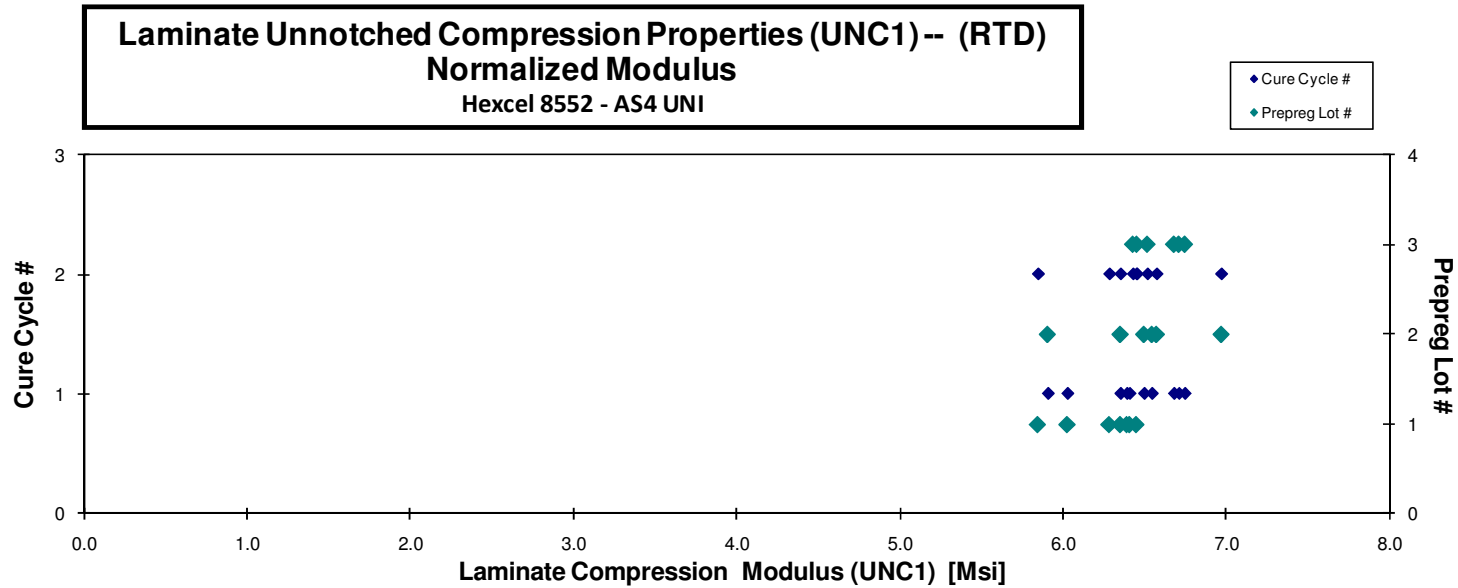 Laminate Unnotched Compression Properties (UNC1) -- (RTD)
Normalized Modulus
Hexcel 8552 - AS4 UNI
Cure Cycle #
Prepreg Lot #
3
2
1
0
Cure Cycle #
4
3
2
1
0
Prepreg Lot #
0.0 1.0 2.0 3.0 4.0 5.0 6.0 7.0 8.0
Laminate Compression Modulus (UNC1) [Msi]